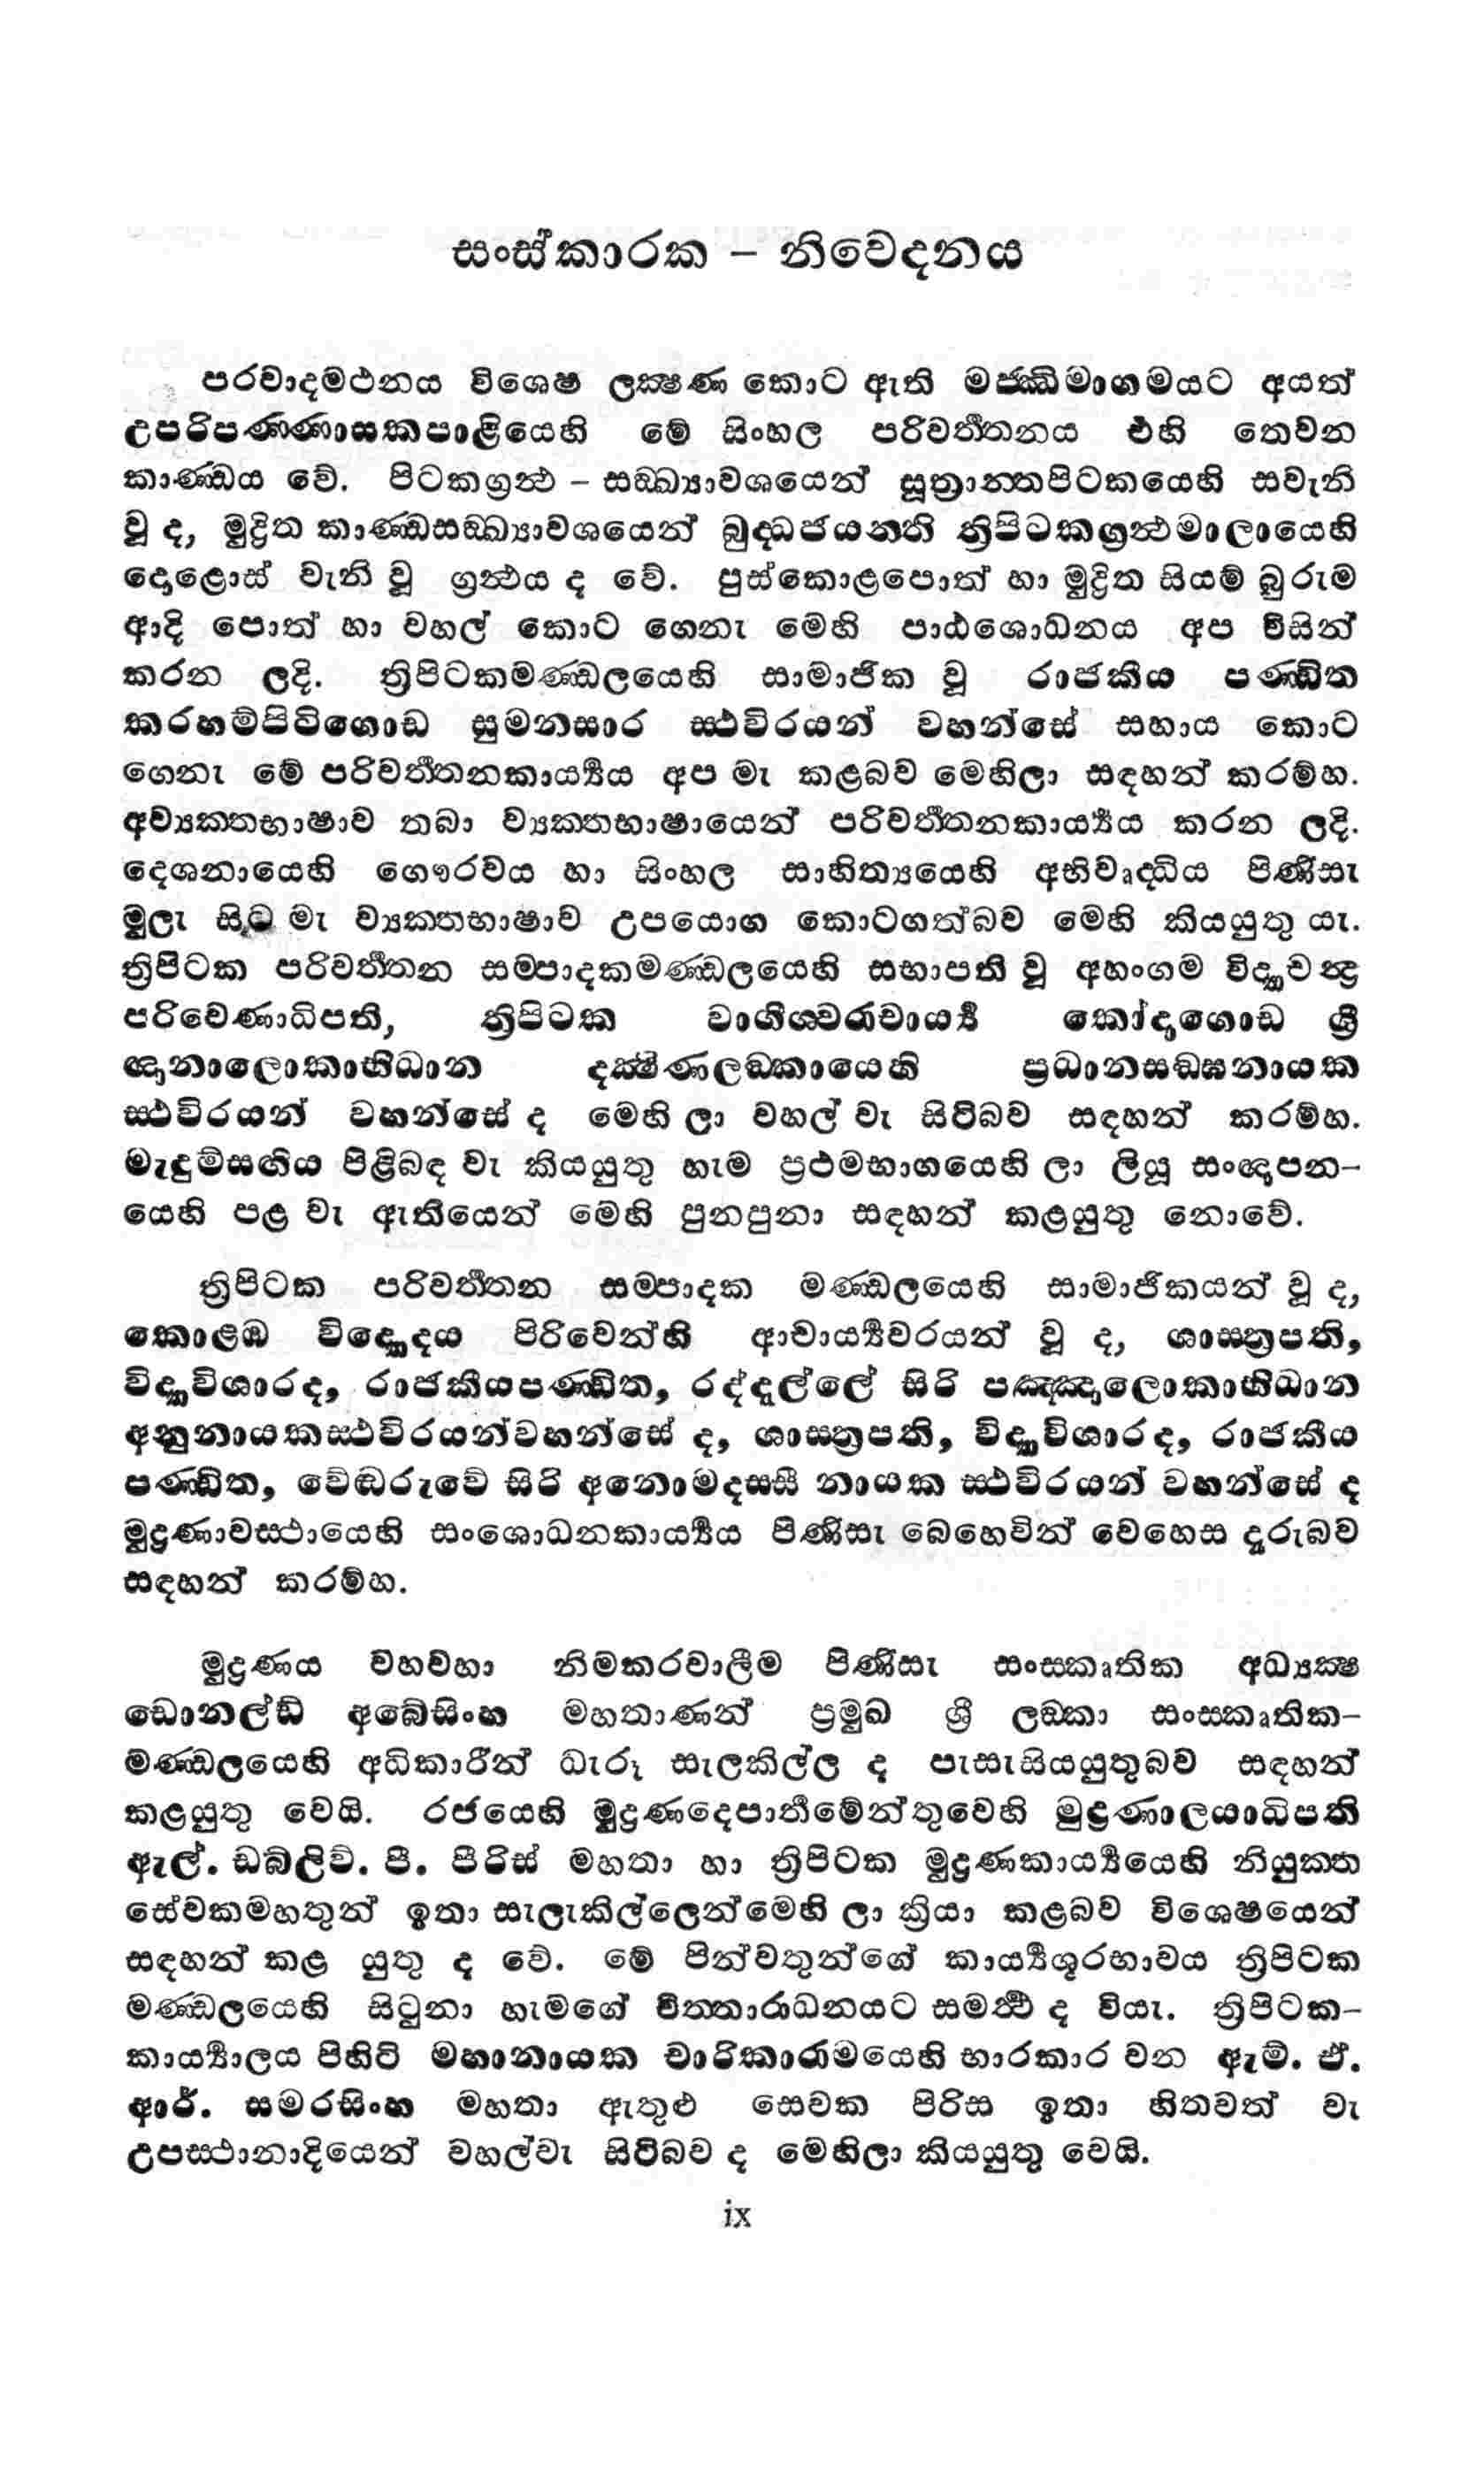 සංස්කාරක – නිවෙදනය
පරවාදමථනය විශෙෂ ලක්‍ෂණ කොට ඇති මජ්ඣිමාගමයට අයත්
උපරිපණ්ණාසකපාළියෙහි මේ සිංහල පරිවර්‍තනය එහි තෙවන
කාණ්ඩය වේ. පිටකග්‍රන්‍ථ – සඞ්ඛ්‍යාවශයෙන් සූත්‍රාන්තපිටකයෙහි සවැනි
වූ ද, මුද්‍රිත කාණ්ඩසඞ්ඛ්‍යාවශයෙන් බුද්ධජයන්ති ත්‍රිපිටකග්‍රන්‍ථමාලායෙහි
දොළොස් වැනි වූ ග්‍රන්‍ථය ද වේ. පුස්කොළපොත් හා මුද්‍රිත සියම් බුරුම
ආදි පොත් හා වහල් කොට ගෙනැ මෙහි පාඨශොධනය අප විසින්
කරන ලදි. ත්‍රිපිටකමණ්ඩලයෙහි සාමාජික වූ රාජකීය පණ්ඩිත
කරහම්පිටිගොඩ සුමනසාර ස්ථවිරයන් වහන්සේ සහාය කොට
ගෙනැ මේ පරිවර්‍තනකාර්‍ය්‍යය අප මැ කළබව මෙහිලා සඳහන් කරම්හ.
අව්‍යක්තභාෂාව තබා ව්‍යක්තභාෂායෙන් පරිවර්‍තනකාර්‍ය්‍යය කරන ලදි.
දෙශනායෙහි ගෞරවය හා සිංහල සාහිත්‍යයෙහි අභිවෘද්ධිය පිණිසැ
මුලැ සිට මැ ව්‍යක්තභාෂාව උපයොග කොටගත්බව මෙහි කියයුතු යැ.
ත්‍රිපිටක පරිවර්‍තන සම්පාදකමණ්ඩලයෙහි සභාපති වූ අහංගම විද්‍යාචන්ද්‍ර
පරිවෙණාධිපති, ත්‍රිපිටක වාගීශ්වරාචාර්‍ය්‍ය කෝදාගොඩ ශ්‍රී
ඤානාලොකාභිධාන දක්‍ෂිණලඞ්කායෙහි ප්‍රධානසඞ්ඝනායක
ස්ථවිරයන් වහන්සේ ද මෙහි ලා වහල් වැ සිටිබව සඳහන් කරම්හ.
මැඳුම්සඟිය පිළිබඳ වැ කියයුතු හැම ප්‍රථමභාගයෙහි ලා ලියූ සංඥාපන–
යෙහි පළ වැ ඇතියෙන් මෙහි පුනපුනා සඳහන් කළයුතු නොවේ.
ත්‍රිපිටක පරිවර්‍තන සම්පාදක මණ්ඩලයෙහි සාමාජිකයන් වූ ද,
කොළඹ විද්‍යොදය පිරිවෙන්හි ආචාර්‍ය්‍යවරයන් වූ ද, ශාස්ත්‍රපති,
විද්‍යාවිශාරද, රාජකීයපණ්ඩිත, රද්දල්ලේ සිරි පඤ්ඤාලොකාභිධාන
අනුනායකස්ථවිරයන්වහන්සේ ද, ශාස්ත්‍රපති, විද්‍යාවිශාරද, රාජකීය
පණ්ඩිත, වේඬරුවේ සිරි අනොමදස්සී නායක ස්ථවිරයන් වහන්සේ ද
මුද්‍රණාවස්ථායෙහි සංශොධනකාර්‍ය්‍යය පිණිසැ බෙහෙවින් වෙහෙස දැරුබව
සඳහන් කරම්හ.
මුද්‍රණය වහවහා නිමකරවාලීම පිණිසැ සංස්කෘතික අධ්‍යක්‍ෂ
ඩොනල්ඩ් අබේසිංහ මහතාණන් ප්‍රමුඛ ශ්‍රී ලඞ්කා සංස්කෘතික–
මණ්ඩලයෙහි අධිකාරීන් ධැරූ සැලකිල්ල ද පැසැසියයුතුබව සඳහන්
කළයුතු වෙයි. රජයෙහි මුද්‍රණදෙපාර්‍තමේන්තුවෙහි මුද්‍රණාලයාධිපති
ඇල්. ඩබ්ලිව්. පී. පීරිස් මහතා හා ත්‍රිපිටක මුද්‍රණකාර්‍ය්‍යයෙහි නියුක්ත
සේවකමහතුන් ඉතා සැලැකිල්ලෙන්මෙහි ලා ක්‍රියා කළබව විශෙෂයෙන්
සඳහන් කළ යුතු ද වේ. මේ පින්වතුන්ගේ කාර්‍ය්‍යශූරභාවය ත්‍රිපිටක
මණ්ඩලයෙහි සිටුනා හැමගේ චිත්තාරාධනයට සමර්‍ථ ද වියැ. ත්‍රිපිටක–
කාර්‍ය්‍යාලය පිහිටි මහානායක චාරිකාරාමයෙහි භාරකාර වන ඇම්. ඒ.
ආර්. සමරසිංහ මහතා ඇතුළු සෙවක පිරිස ඉතා හිතවත් වැ
උපස්ථානාදියෙන් වහල්වැ සිටිබව ද මෙහිලා කියයුතු වෙයි.
ix